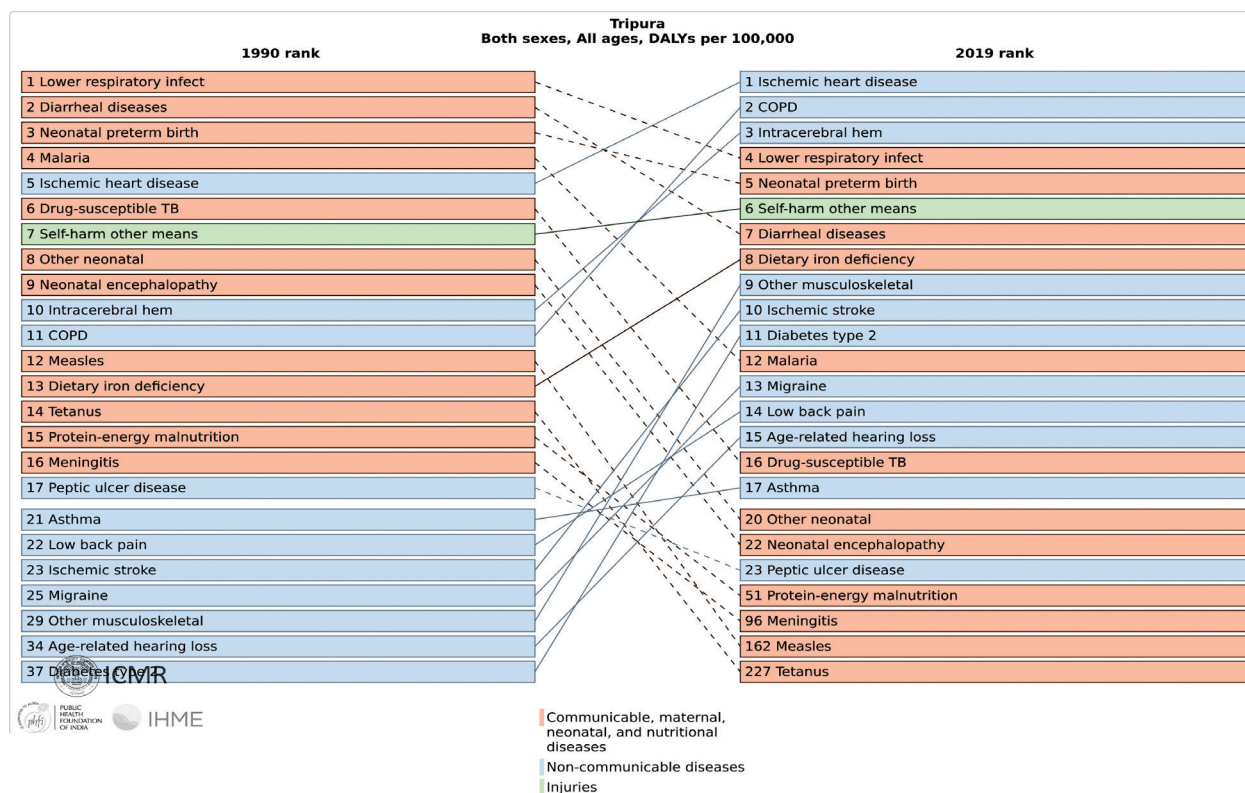 Tripura
Both sexes, All ages, DALYs per 100,000
1990 rank
2019 rank
1 Lower respiratory infect
2 Diarrheal diseases
3 Neonatal preterm birth
4 Malaria
5 Ischemic heart disease
6 Drug-susceptible TB
7 Self-harm other means
8 Other neonatal
9 Neonatal encephalopathy
10 Intracerebral hem
11 COPD
12 Measles
13 Dietary iron deficiency
14 Tetanus
15 Protein-energy malnutrition
16 Meningitis
17 Peptic ulcer disease
21 Asthma
22 Low back pain
23 Ischemic stroke
25 Migraine
29 Other musculoskeletal
34 Age-related hearing loss
37 Diabetes type 2
1 Ischemic heart disease
2 COPD
3 Intracerebral hem
4 Lower respiratory infect
5 Neonatal preterm birth
6 Self-harm other means
7 Diarrheal diseases
8 Dietary iron deficiency
9 Other musculoskeletal
10 Ischemic stroke
11 Diabetes type 2
12 Malaria
13 Migraine
14 Low back pain
15 Age-related hearing loss
16 Drug-susceptible TB
17 Asthma
20 Other neonatal
22 Neonatal encephalopathy
23 Peptic ulcer disease
51 Protein-energy malnutrition
96 Meningitis
162 Measles
227 Tetanus
ICMR
phfi
PUBLIC
HEALTH
FOUNDATION
OF INDIA
IHME
Communicable, maternal,
neonatal, and nutritional
diseases
Non-communicable diseases
Injuries